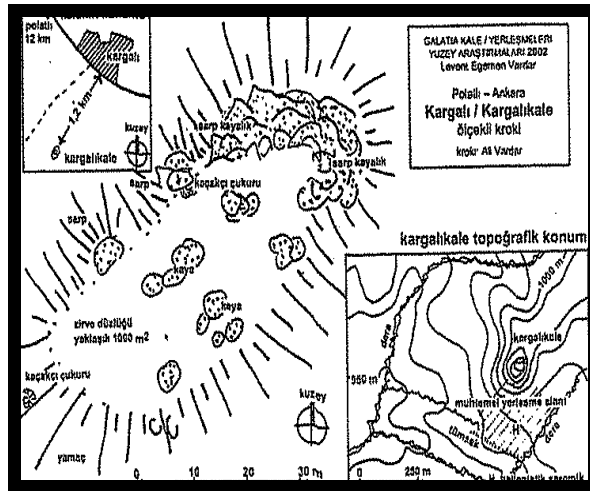 polatlı
12 km
kargalı
1,2 km
kargalıkale
kuzey
GALATIA KALE / YERLEŞMELERİ
YÜZEY ARAŞTIRMALARI 2002
Levent Egemen Vardar
Polatlı - Ankara
Kargalı / Kargalıkale
ölçekli kroki
kroki Ali Vardar
sarp kayalık
sarp kayalık
sarp
kaçakçı çukuru
sarp
kaya
kaya
zirve düzlüğü
yaklaşık 1000 m²
kaçakçı çukuru
yamaç
kuzey
0 10 20 30 m
kargalıkale topoğrafik konum
1000 m
dere
kargalıkale
950 m
muhtemel yerleşme alanı
H
tümsek
dere
0 250 m